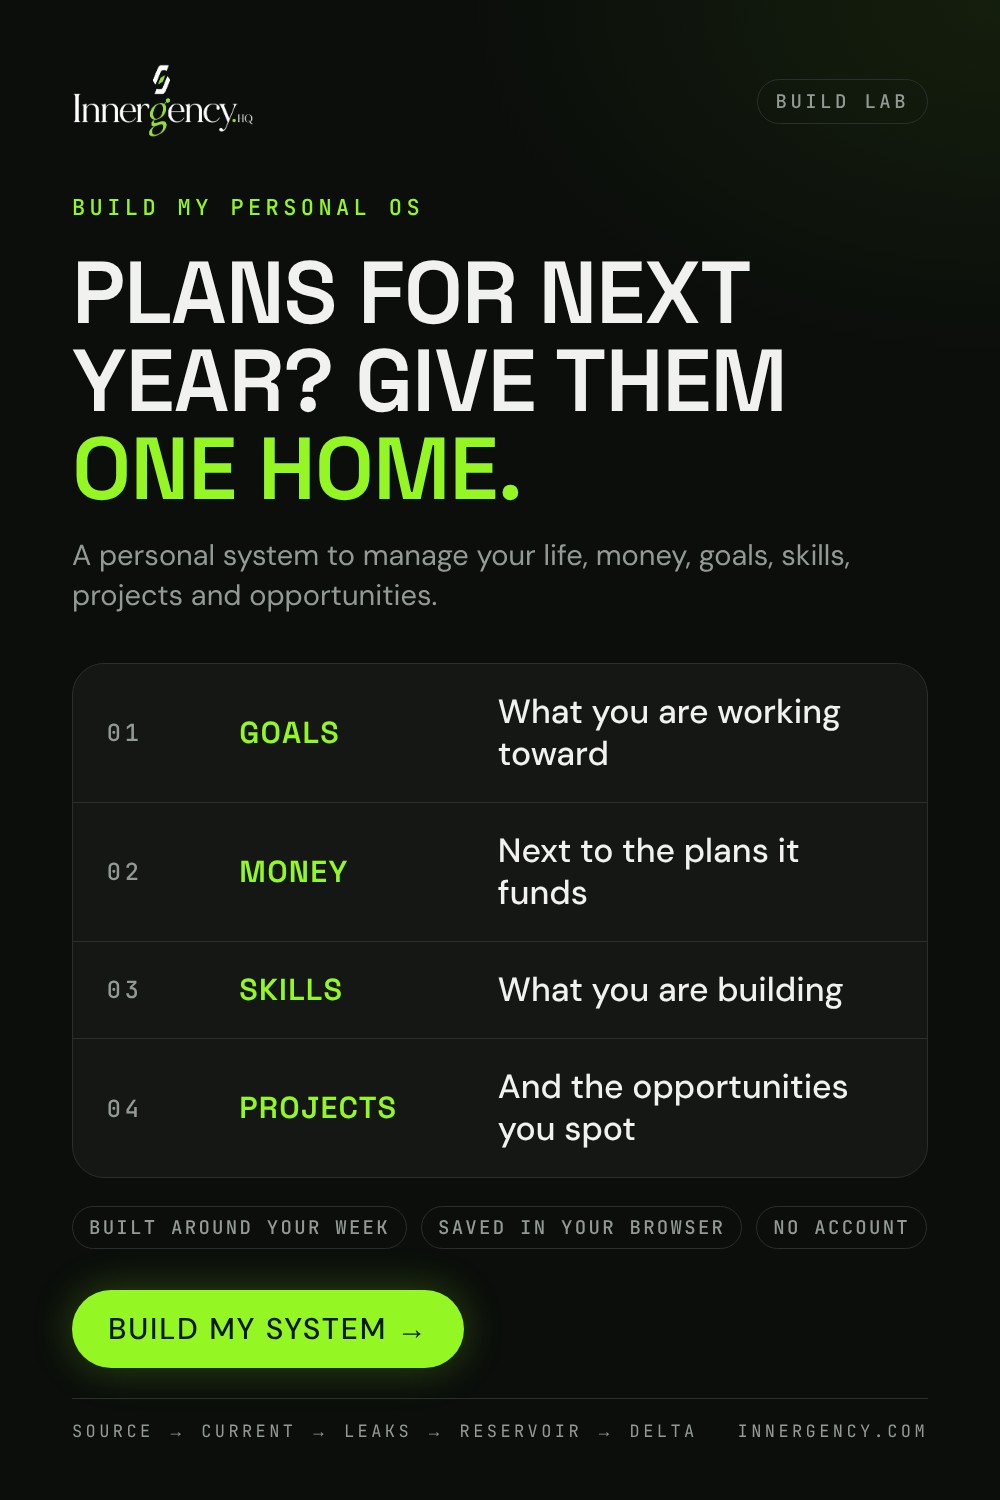 Innergency.HQ
BUILD LAB
BUILD MY PERSONAL OS
PLANS FOR NEXT
YEAR? GIVE THEM
ONE HOME.
A personal system to manage your life, money, goals, skills,
projects and opportunities.
01 GOALS What you are working
toward
02 MONEY Next to the plans it
funds
03 SKILLS What you are building
04 PROJECTS And the opportunities
you spot
BUILT AROUND YOUR WEEK SAVED IN YOUR BROWSER NO ACCOUNT
BUILD MY SYSTEM →
SOURCE → CURRENT → LEAKS → RESERVOIR → DELTA INNERGENCY.COM